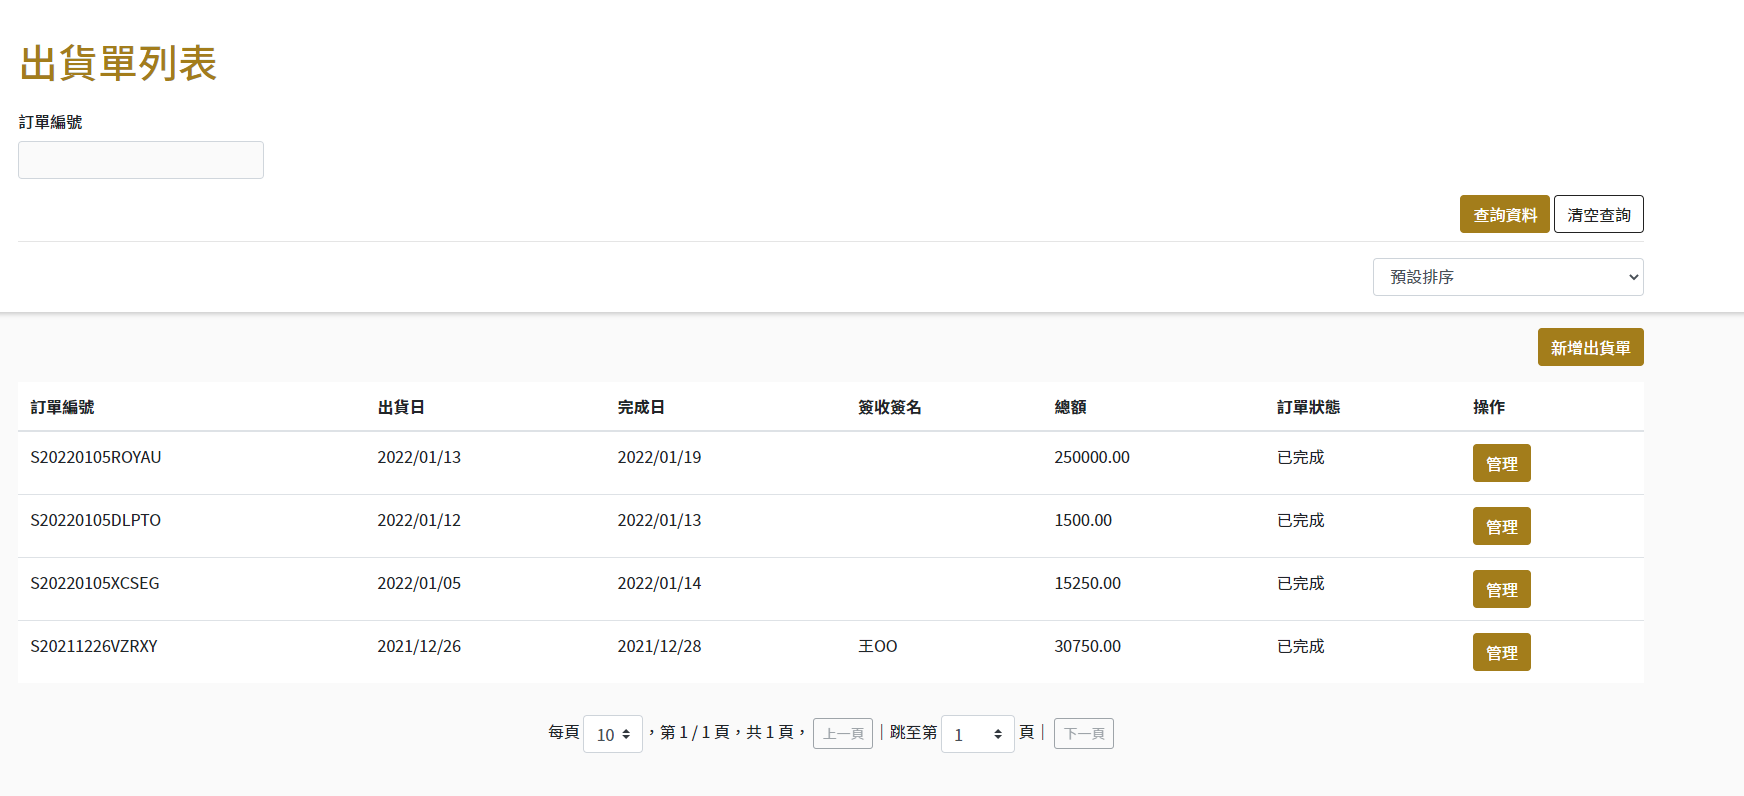 出貨單列表
訂單編號
查詢資料 清空查詢
預設排序
新增出貨單
訂單編號 出貨日 完成日 簽收簽名 總額 訂單狀態 操作
S20220105ROYAU 2022/01/13 2022/01/19 250000.00 已完成 管理
S20220105DLPTO 2022/01/12 2022/01/13 1500.00 已完成 管理
S20220105XCSEG 2022/01/05 2022/01/14 15250.00 已完成 管理
S20211226VZRXY 2021/12/26 2021/12/28 王OO 30750.00 已完成 管理
每頁 10 ，第 1 / 1 頁，共 1 頁， 上一頁 | 跳至第 1 頁 | 下一頁